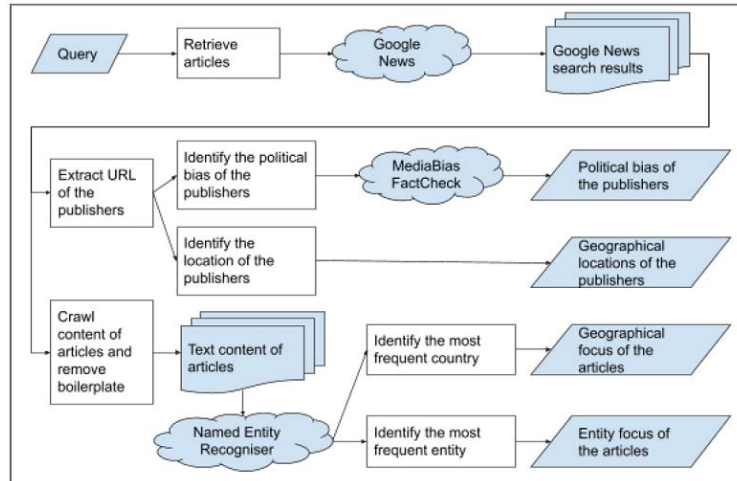 Query
Retrieve
articles
Google
News
Google News
search results
Extract URL
of the
publishers
Identify the political
bias of the
publishers
MediaBias
FactCheck
Political bias of
the publishers
Identify the
location of the
publishers
Geographical
locations of the
publishers
Crawl
content of
articles and
remove
boilerplate
Text content of
articles
Identify the most
frequent country
Geographical
focus of the
articles
Named Entity
Recogniser
Identify the most
frequent entity
Entity focus of
the articles